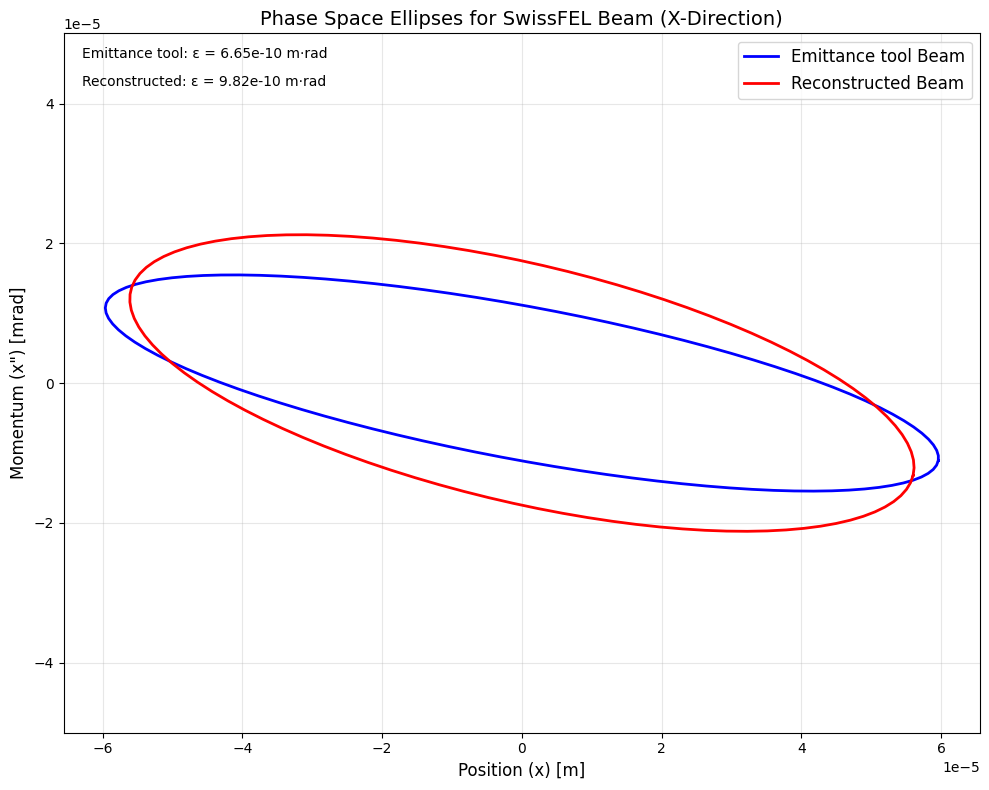 Phase Space Ellipses for SwissFEL Beam (X-Direction)
1e−5
Emittance tool: ε = 6.65e-10 m·rad
Reconstructed: ε = 9.82e-10 m·rad
Emittance tool Beam
Reconstructed Beam
4
2
0
−2
−4
Momentum (x") [mrad]
−6
−4
−2
0
2
4
6
1e−5
Position (x) [m]